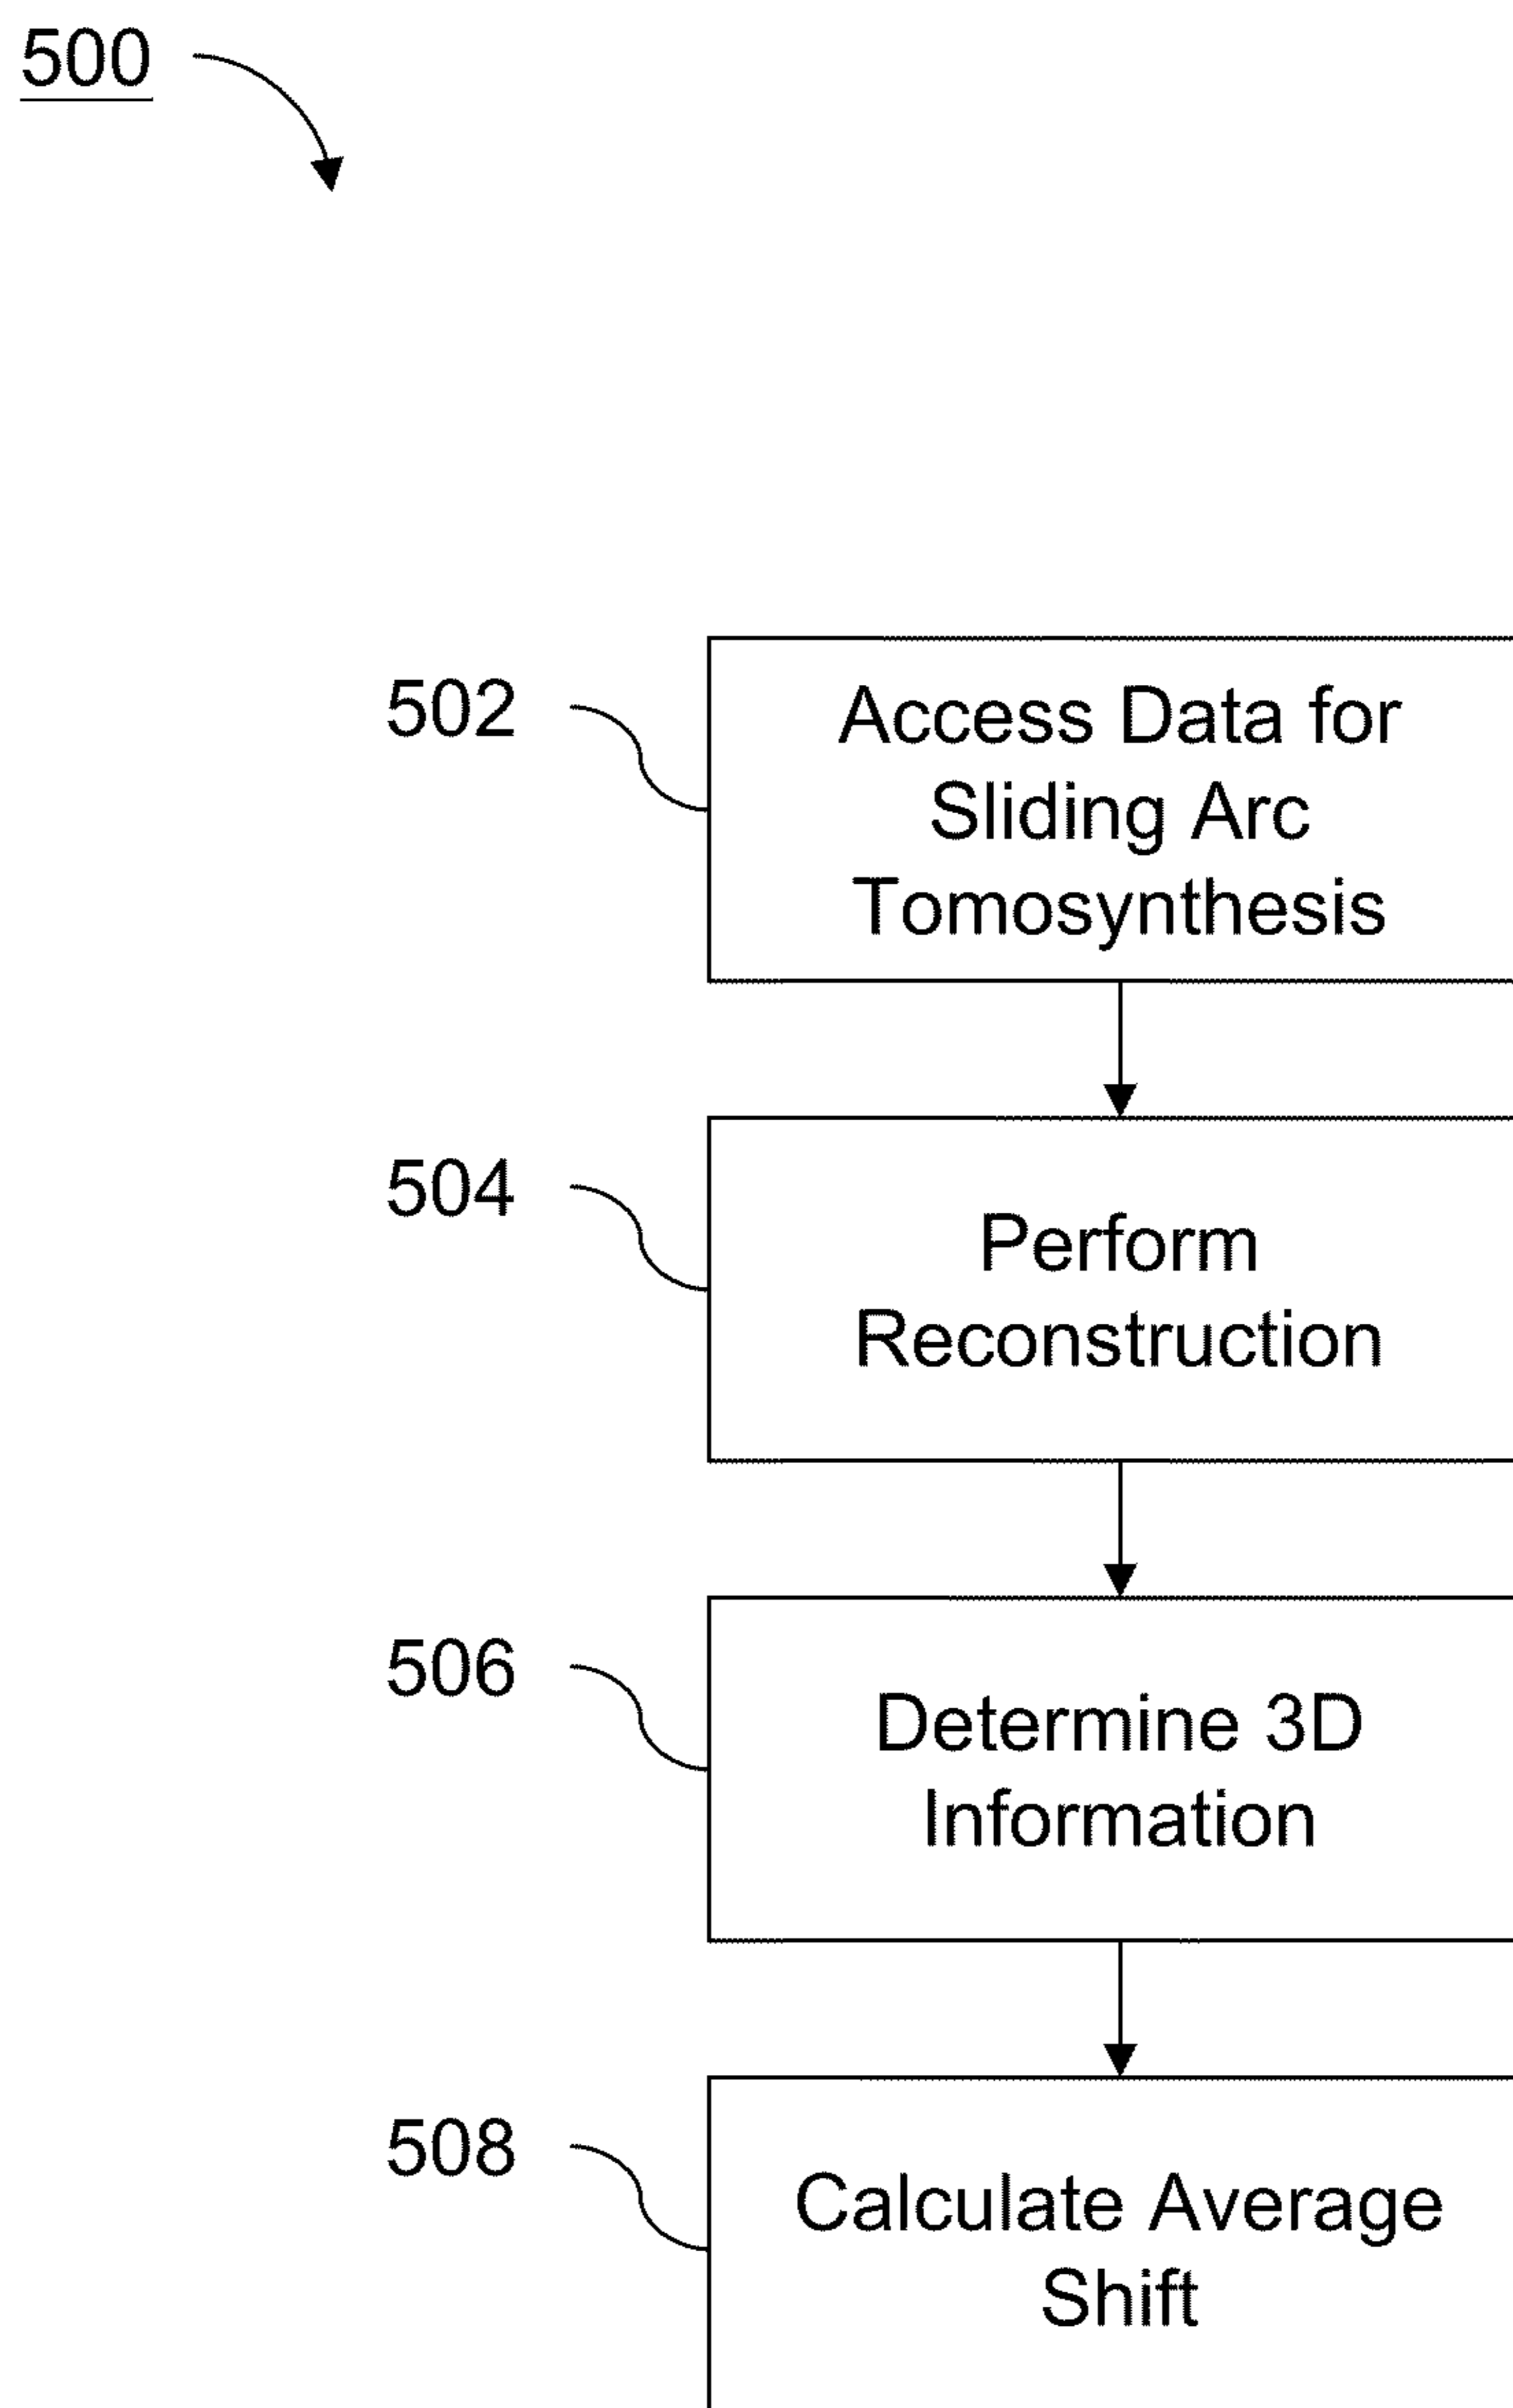 500
502
Access Data for
Sliding Arc
Tomosynthesis
504
Perform
Reconstruction
506
Determine 3D
Information
508
Calculate Average
Shift